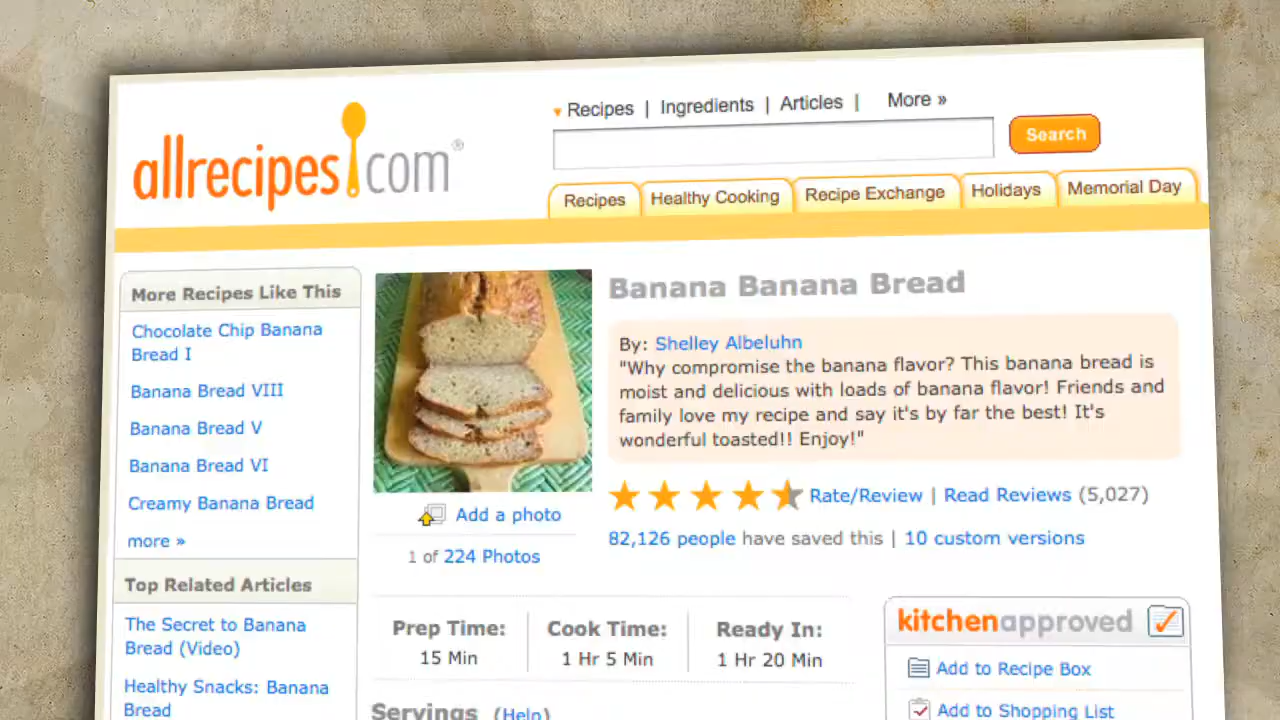 allrecipes.com®
Recipes | Ingredients | Articles | More »
Search
Recipes
Healthy Cooking
Recipe Exchange
Holidays
Memorial Day
More Recipes Like This
Chocolate Chip Banana
Bread I
Banana Bread VIII
Banana Bread V
Banana Bread VI
Creamy Banana Bread
more »
Top Related Articles
The Secret to Banana
Bread (Video)
Healthy Snacks: Banana
Bread
Add a photo
1 of 224 Photos
Banana Banana Bread
By: Shelley Albeluhn
"Why compromise the banana flavor? This banana bread is
moist and delicious with loads of banana flavor! Friends and
family love my recipe and say it's by far the best! It's
wonderful toasted!! Enjoy!"
Rate/Review | Read Reviews (5,027)
82,126 people have saved this | 10 custom versions
Prep Time:
15 Min
Cook Time:
1 Hr 5 Min
Ready In:
1 Hr 20 Min
Servings (Help)
kitchenapproved
Add to Recipe Box
Add to Shopping List